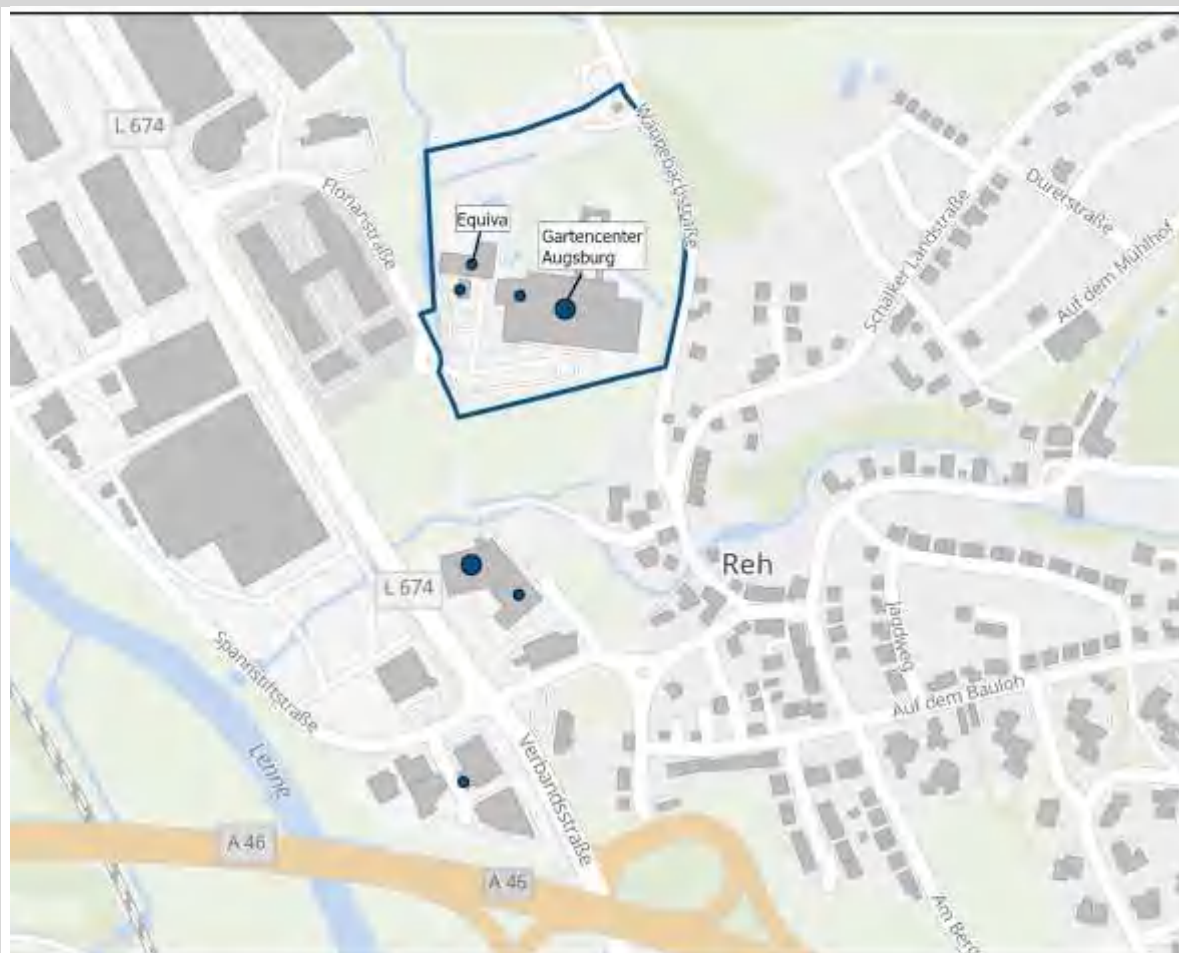 L 674
Wannebachstraße
Florianstraße
Equiva
Gartencenter
Augsburg
Dürerstraße
Schälker Landstraße
Auf dem Mühlhof
L 674
Reh
Jagdweg
Spannstiftstraße
Auf dem Bauloh
Lenne
Verbandsstraße
A 46
A 46
Am Berg